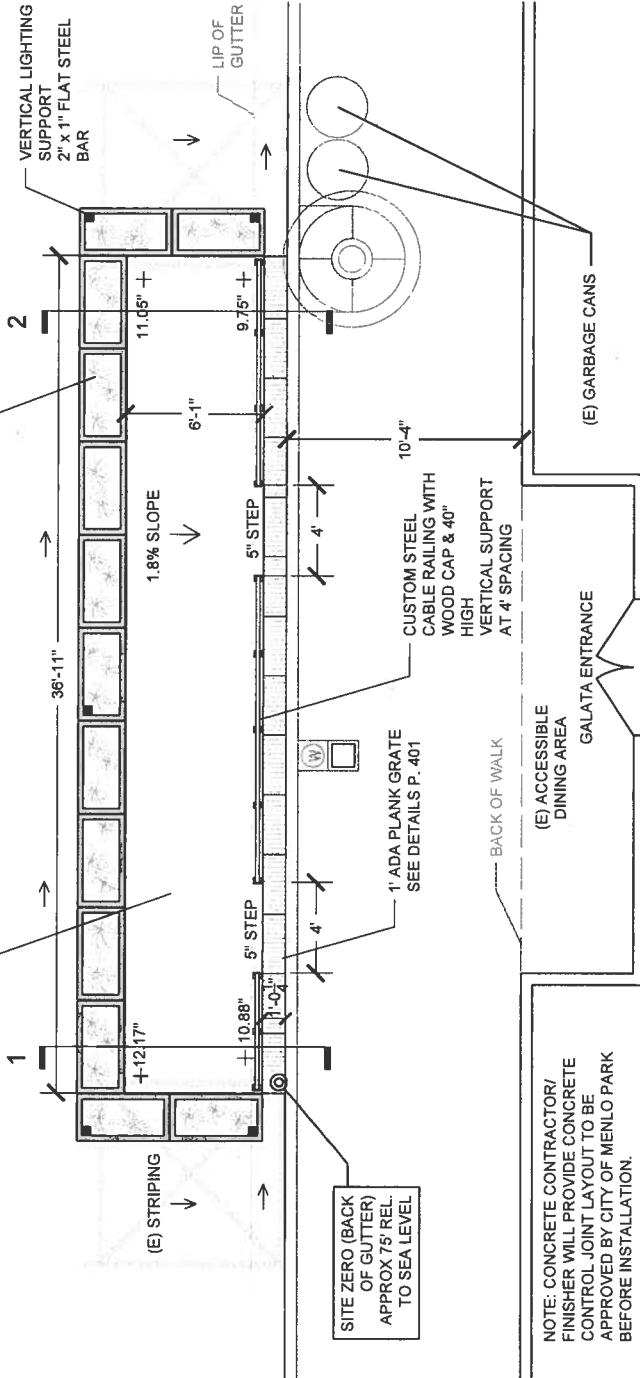 VERTICAL LIGHTING
SUPPORT
2" x 1" FLAT STEEL
BAR
LIP OF
GUTTER
2
36'-11"
11.05"
9.75"
6'-1"
1.8% SLOPE
5" STEP
4'
10'-4"
(E) GARBAGE CANS
CUSTOM STEEL
CABLE RAILING WITH
WOOD CAP & 40"
HIGH
VERTICAL SUPPORT
AT 4' SPACING
W
(E) ACCESSIBLE
DINING AREA
GALATA ENTRANCE
BACK OF WALK
1' ADA PLANK GRATE
SEE DETAILS P. 401
5" STEP
4'
1
12.17"
10.88"
1'-0 1/4"
(E) STRIPING
SITE ZERO (BACK
OF GUTTER)
APPROX 75' REL.
TO SEA LEVEL
NOTE: CONCRETE CONTRACTOR/
FINISHER WILL PROVIDE CONCRETE
CONTROL JOINT LAYOUT TO BE
APPROVED BY CITY OF MENLO PARK
BEFORE INSTALLATION.